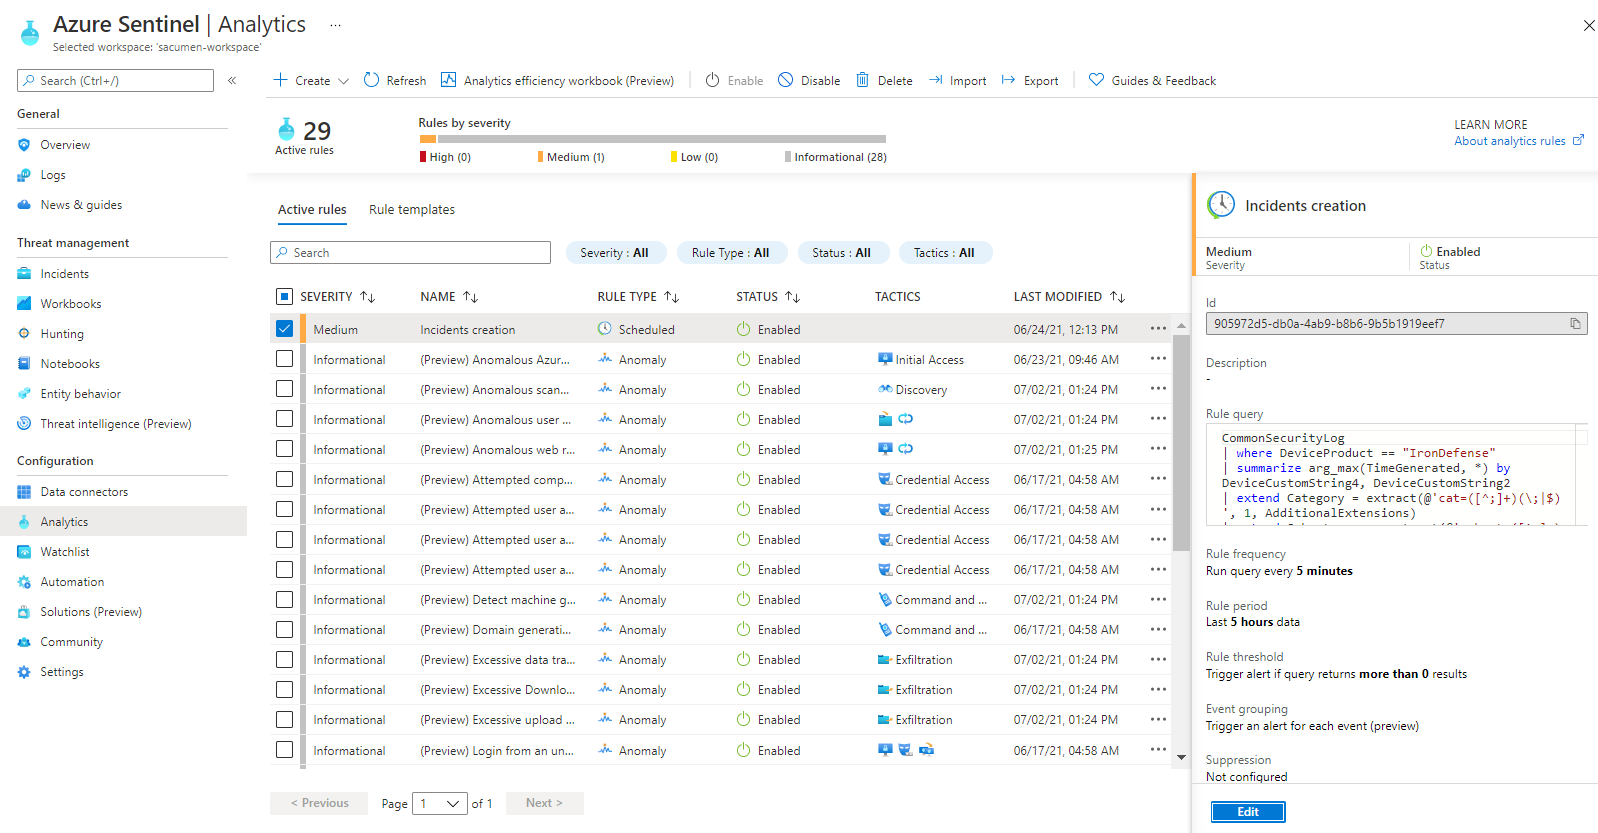 Azure Sentinel | Analytics ...
Selected workspace: 'sacumen-workspace'
Search (Ctrl+/)
«
General
Overview
Logs
News & guides
Threat management
Incidents
Workbooks
Hunting
Notebooks
Entity behavior
Threat intelligence (Preview)
Configuration
Data connectors
Analytics
Watchlist
Automation
Solutions (Preview)
Community
Settings
Create Refresh Analytics efficiency workbook (Preview) Enable Disable Delete Import Export Guides & Feedback
29
Active rules
Rules by severity
High (0) Medium (1) Low (0) Informational (28)
LEARN MORE
About analytics rules
Active rules Rule templates
Search Severity : All Rule Type : All Status : All Tactics : All
SEVERITY NAME RULE TYPE STATUS TACTICS LAST MODIFIED
Medium Incidents creation Scheduled Enabled 06/24/21, 12:13 PM ...
Informational (Preview) Anomalous Azur... Anomaly Enabled Initial Access 06/23/21, 09:46 AM ...
Informational (Preview) Anomalous scan... Anomaly Enabled Discovery 07/02/21, 01:24 PM ...
Informational (Preview) Anomalous user ... Anomaly Enabled 07/02/21, 01:24 PM ...
Informational (Preview) Anomalous web r... Anomaly Enabled 07/02/21, 01:25 PM ...
Informational (Preview) Attempted comp... Anomaly Enabled Credential Access 06/17/21, 04:58 AM ...
Informational (Preview) Attempted user a... Anomaly Enabled Credential Access 06/17/21, 04:58 AM ...
Informational (Preview) Attempted user a... Anomaly Enabled Credential Access 06/17/21, 04:58 AM ...
Informational (Preview) Attempted user a... Anomaly Enabled Credential Access 06/17/21, 04:58 AM ...
Informational (Preview) Detect machine g... Anomaly Enabled Command and ... 07/02/21, 01:24 PM ...
Informational (Preview) Domain generati... Anomaly Enabled Command and ... 06/17/21, 04:58 AM ...
Informational (Preview) Excessive data tra... Anomaly Enabled Exfiltration 07/02/21, 01:24 PM ...
Informational (Preview) Excessive Downlo... Anomaly Enabled Exfiltration 07/02/21, 01:24 PM ...
Informational (Preview) Excessive upload ... Anomaly Enabled Exfiltration 07/02/21, 01:24 PM ...
Informational (Preview) Login from an un... Anomaly Enabled 06/17/21, 04:58 AM ...
< Previous Page 1 of 1 Next >
Incidents creation
Medium
Severity
Enabled
Status
Id
905972d5-db0a-4ab9-b8b6-9b5b1919eef7
Description
-
Rule query
CommonSecurityLog
| where DeviceProduct == "IronDefense"
| summarize arg_max(TimeGenerated, *) by
DeviceCustomString4, DeviceCustomString2
| extend Category = extract(@'cat=([^;]+)(\;|$)
', 1, AdditionalExtensions)
Rule frequency
Run query every 5 minutes
Rule period
Last 5 hours data
Rule threshold
Trigger alert if query returns more than 0 results
Event grouping
Trigger an alert for each event (preview)
Suppression
Not configured
Edit